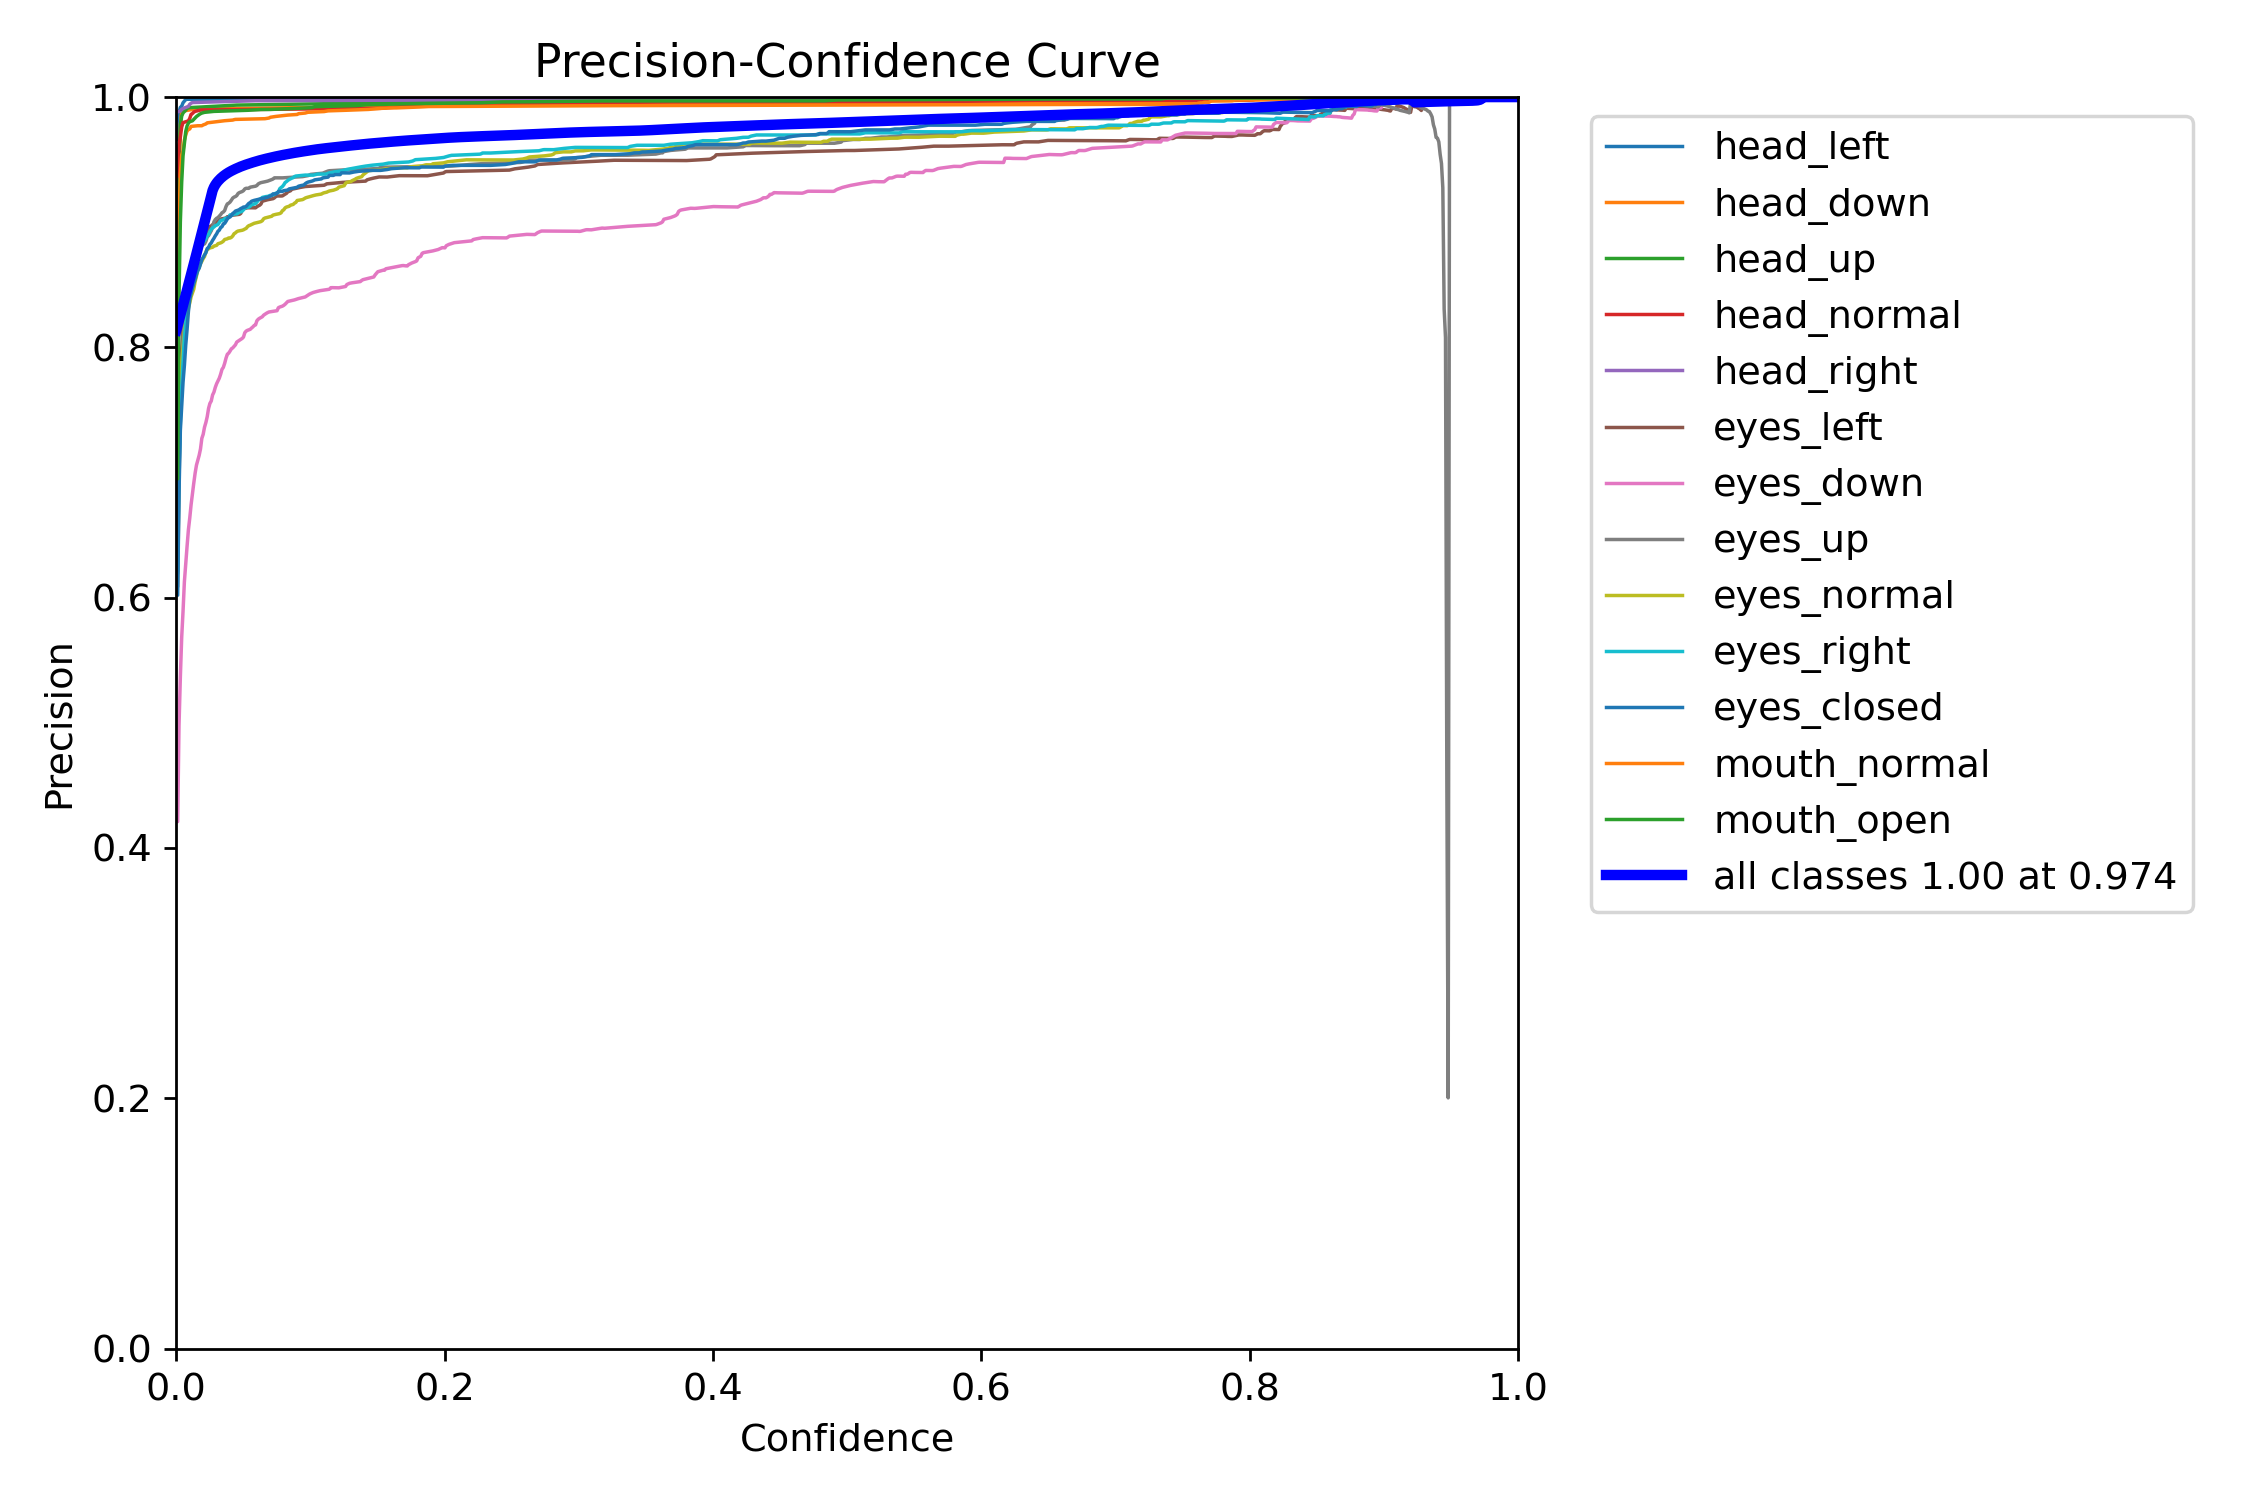 Precision-Confidence Curve
1.0
0.8
0.6
0.4
0.2
0.0
Precision
0.0 0.2 0.4 0.6 0.8 1.0
Confidence
head_left
head_down
head_up
head_normal
head_right
eyes_left
eyes_down
eyes_up
eyes_normal
eyes_right
eyes_closed
mouth_normal
mouth_open
all classes 1.00 at 0.974